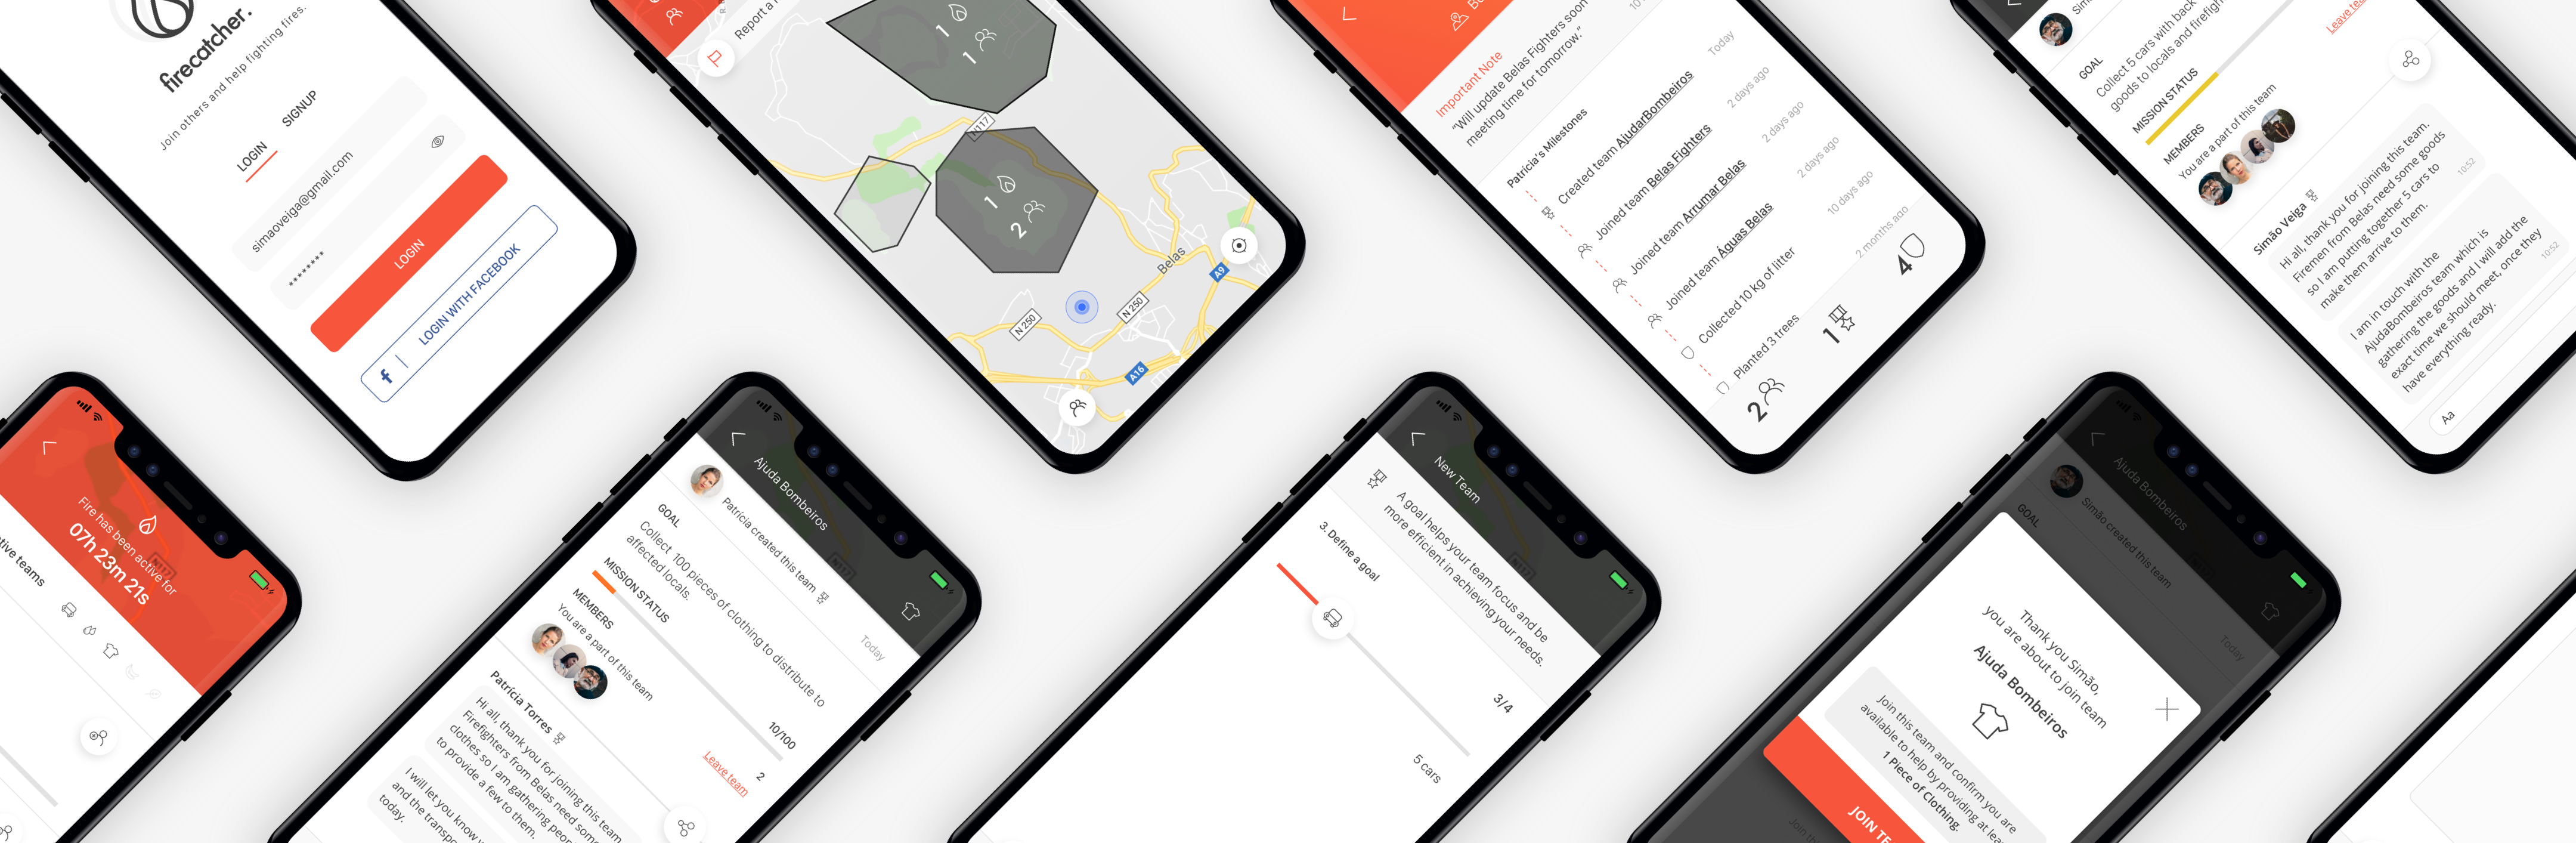 firecatcher.
Join others and help fighting fires.
LOGIN
SIGNUP
simaoveiga@gmail.com
********
LOGIN
f | LOGIN WITH FACEBOOK
Report a
1
1
N117
1
2
Belas
N 250
N 250
A9
A16
Important Note
"Will update Belas Fighters soon
meeting time for tomorrow."
Patrícia's Milestones
Today
Created team AjudarBombeiros
2 days ago
Joined team Belas Fighters
2 days ago
Joined team Arrumar Belas
2 days ago
Joined team Águas Belas
10 days ago
Collected 10 kg of litter
2 months ago
Planted 3 trees
2
1
4
GOAL
Collect 5 cars with back
goods to locals and firefigh
MISSION STATUS
Leave tea
MEMBERS
You are a part of this team
Simão Veiga
Hi all, thank you for joining this team.
Firemen from Belas need some goods
so I am putting together 5 cars to
make them arrive to them.
10:52
I am in touch with the
AjudaBombeiros team which is
gathering the goods and I will add the
exact time we should meet, once they
have everything ready.
10:52
Aa
Fire has been active for
07h 23m 21s
tive teams
Ajuda Bombeiros
Patrícia created this team
Today
GOAL
Collect 100 pieces of clothing to distribute to
affected locals.
MISSION STATUS
10/100
MEMBERS
2
You are a part of this team
Leave team
Patrícia Torres
Hi all, thank you for joining this team
Firefighters from Belas need some
clothes so I am gathering peo
to provide a few to them.
I will let you know
and the transpo
today.
New Team
A goal helps your team focus and be
more efficient in achieving your needs.
3. Define a goal
3/4
5 cars
Ajuda Bombeiros
Simão created this team
Today
GOAL
Thank you Simão,
you are about to join team
Ajuda Bombeiros
Join this team and confirm you are
available to help by providing at lea
1 Piece of Clothing.
JOIN TE
Join th